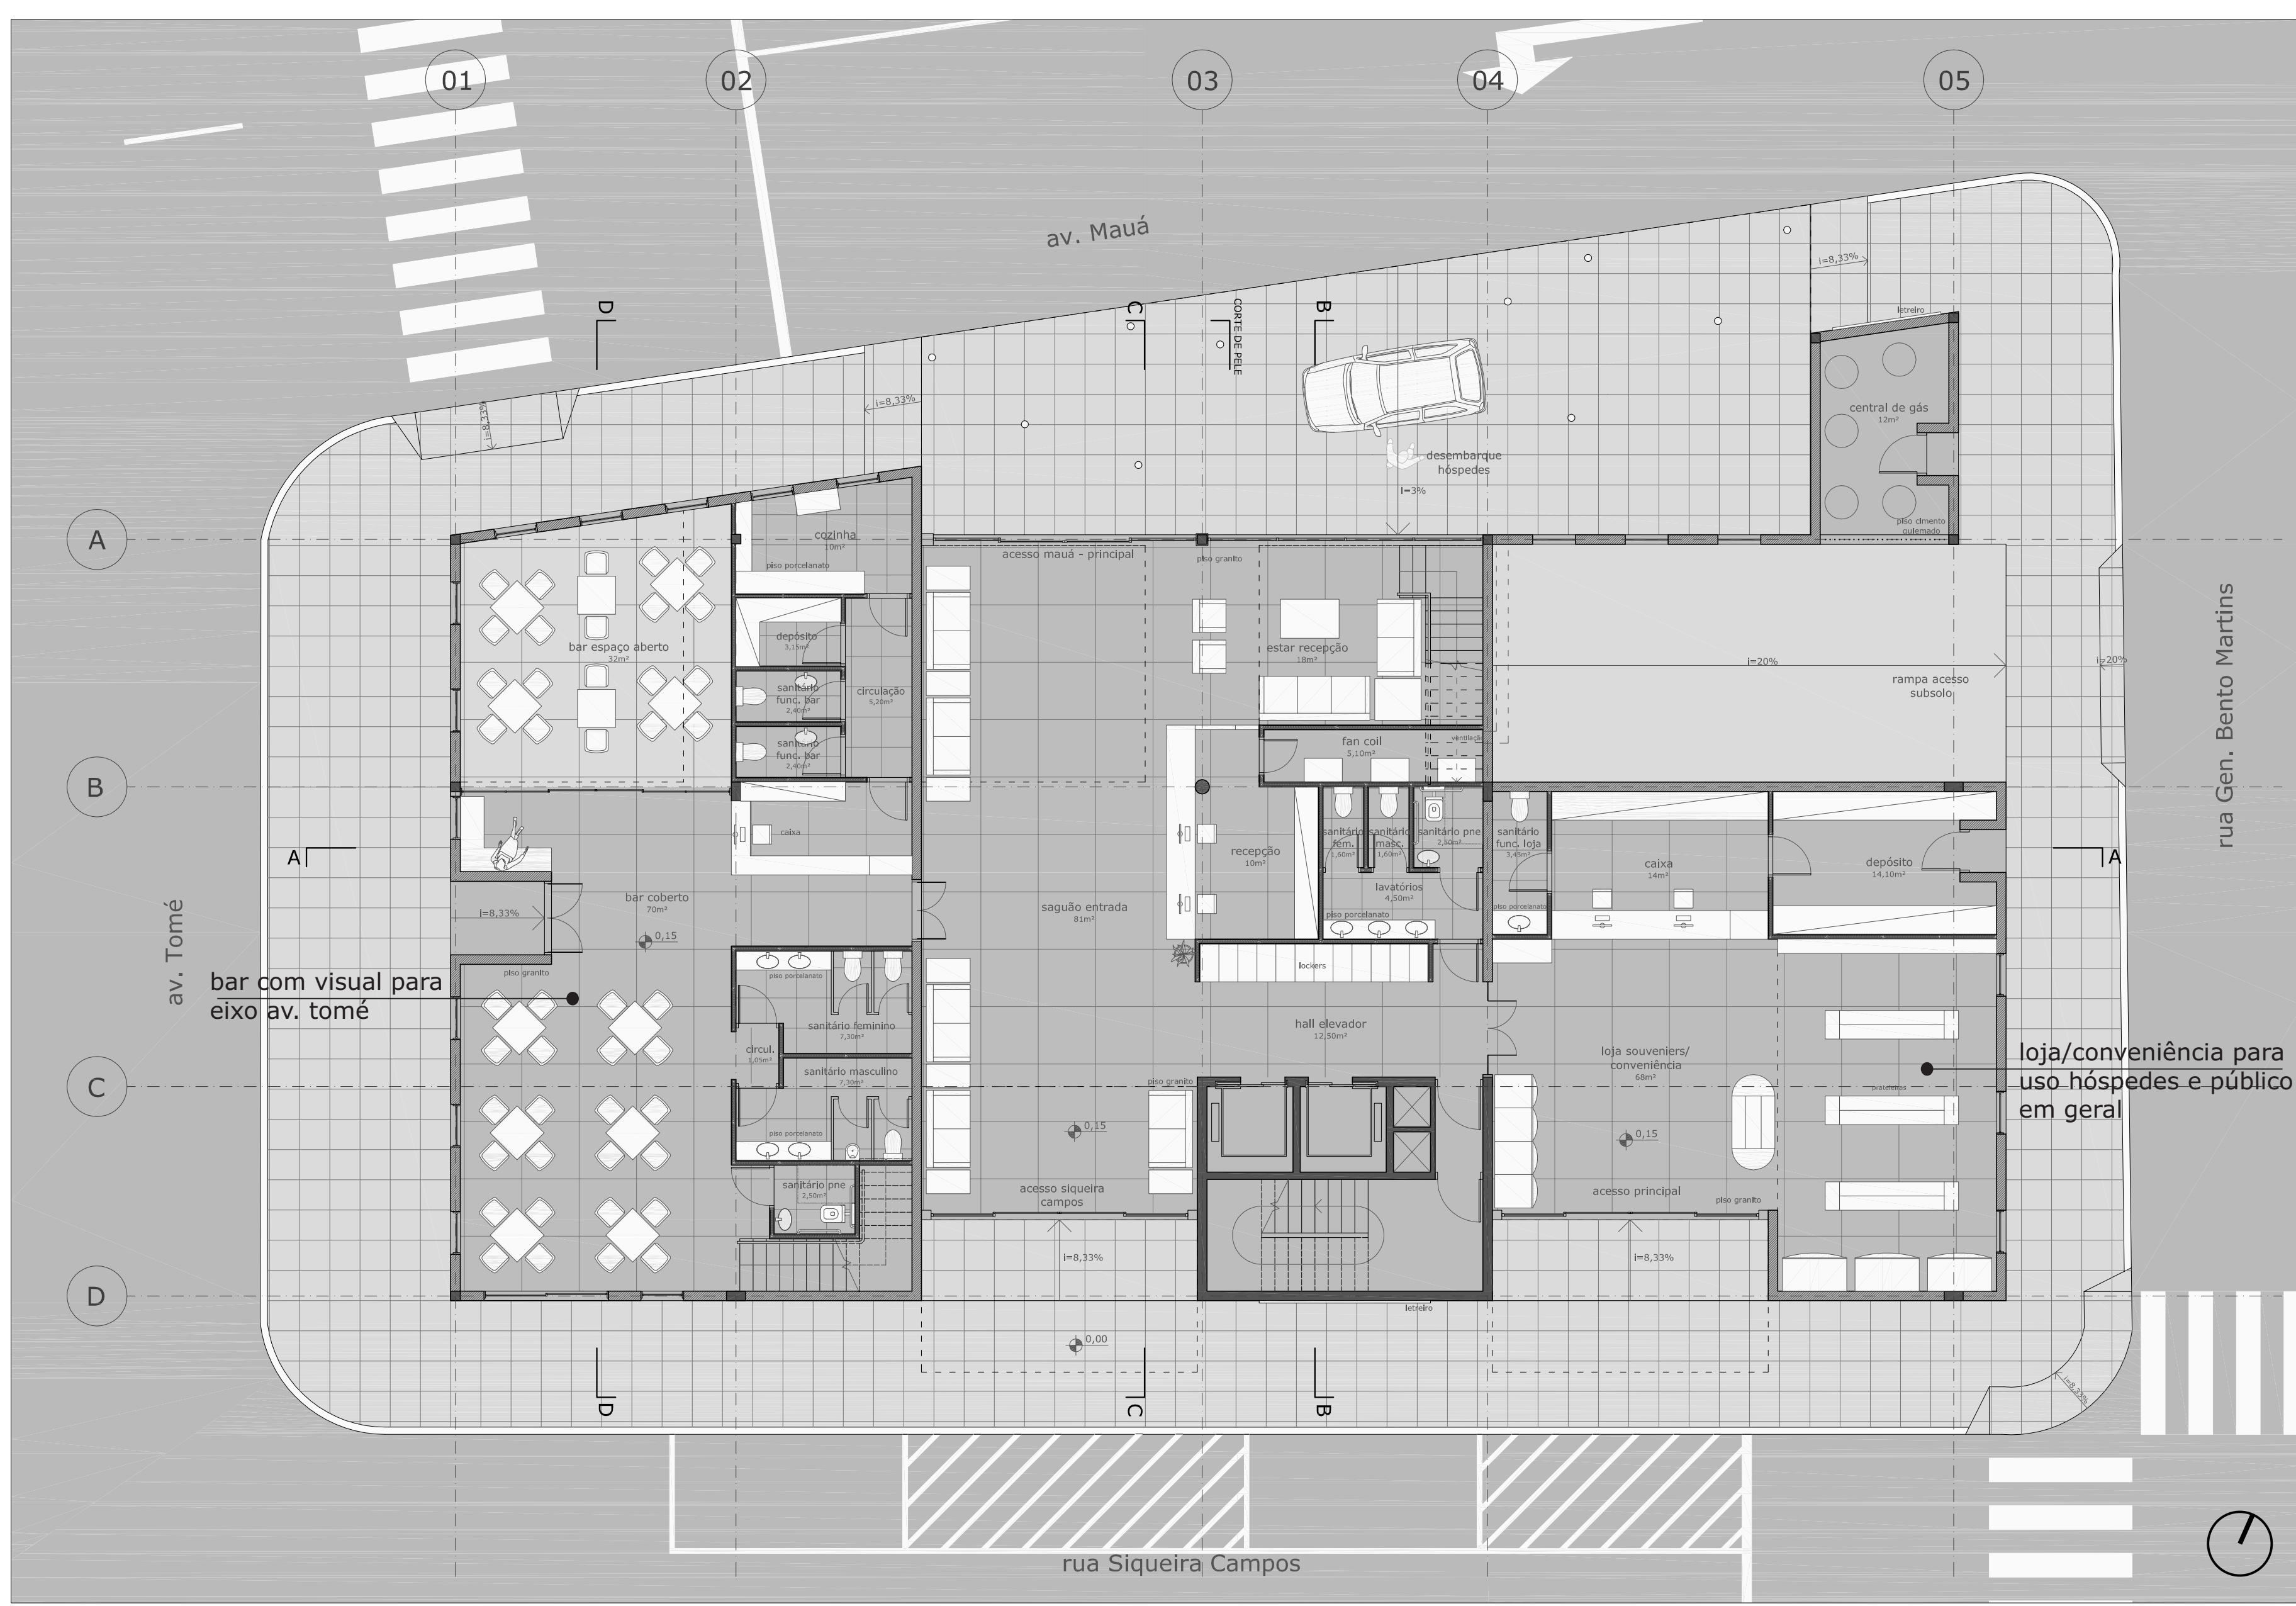 01
02
03
04
05
av. Mauá
i=8,33%
letreiro
D
C
CORTE DE PELE
B
central de gás
12m²
i=8,33%
i=8,33%
desembarque
hóspedes
i=3%
piso cimento
queimado
A
cozinha
10m²
piso porcelanato
acesso mauá - principal
piso granito
rua Gen. Bento Martins
depósito
3,15m²
bar espaço aberto
32m²
estar recepção
18m²
i=20%
i=20%
rampa acesso
subsolo
sanitário
func. bar
2,40m²
circulação
5,20m²
sanitário
func. bar
2,40m²
fan coil
5,10m²
ventilação
B
caixa
sanitário
fem.
1,60m²
sanitário
masc.
1,60m²
sanitário pne
2,50m²
sanitário
func. loja
3,45m²
A
recepção
10m²
caixa
14m²
depósito
14,10m²
A
lavatórios
4,50m²
bar coberto
70m²
saguão entrada
81m²
piso porcelanato
piso porcelanato
i=8,33%
0,15
av. Tomé
piso granito
piso porcelanato
lockers
bar com visual para
eixo av. tomé
sanitário feminino
7,30m²
hall elevador
12,50m²
circul.
1,05m²
loja souveniers/
conveniência
68m²
loja/conveniência para
uso hóspedes e público
em geral
sanitário masculino
7,30m²
piso granito
C
prateleiras
piso porcelanato
0,15
0,15
sanitário pne
2,50m²
acesso siqueira
campos
acesso principal
piso granito
i=8,33%
i=8,33%
D
letreiro
0,00
i=8,33%
D
C
B
rua Siqueira Campos